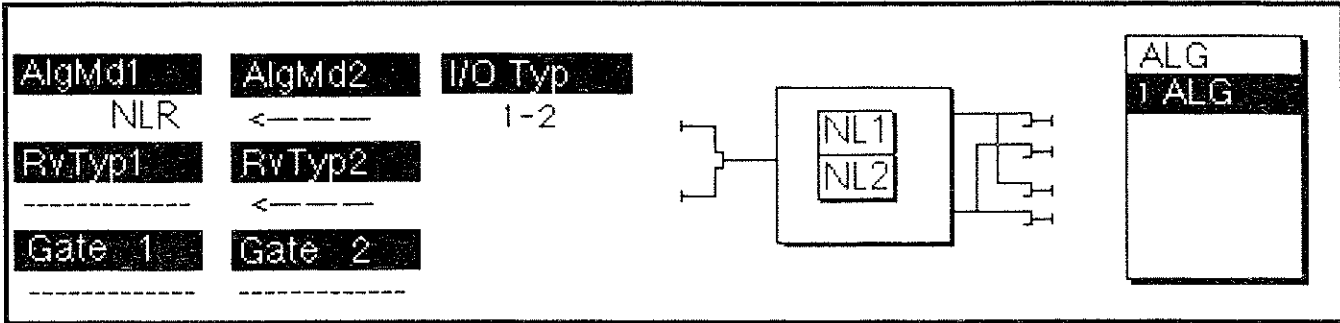 AlgMd1 AlgMd2 I/O Typ
NLR <---- 1-2
RvTyp1 RvTyp2
------------ <----
Gate 1 Gate 2
------------ ------------
NL1
NL2
ALG
1 ALG